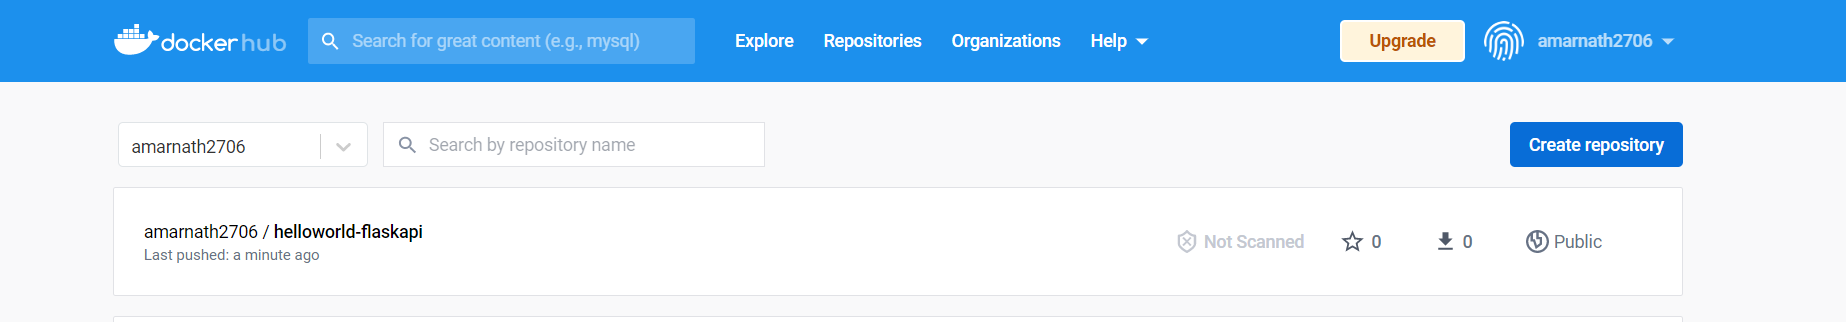 docker hub
Search for great content (e.g., mysql)
Explore
Repositories
Organizations
Help
Upgrade
amarnath2706
amarnath2706
Search by repository name
Create repository
amarnath2706 / helloworld-flaskapi
Last pushed: a minute ago
Not Scanned
0
0
Public